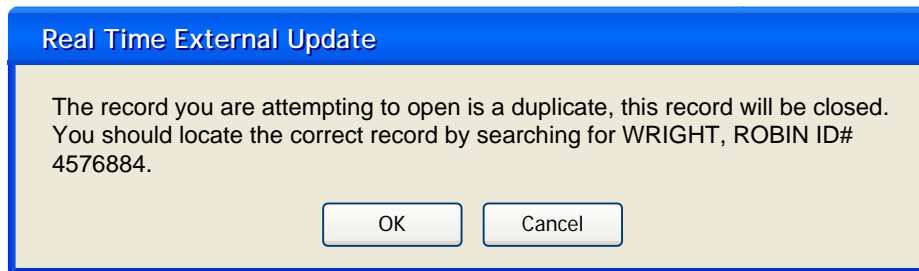 Real Time External Update
The record you are attempting to open is a duplicate, this record will be closed.
You should locate the correct record by searching for WRIGHT, ROBIN ID#
4576884.
OK Cancel